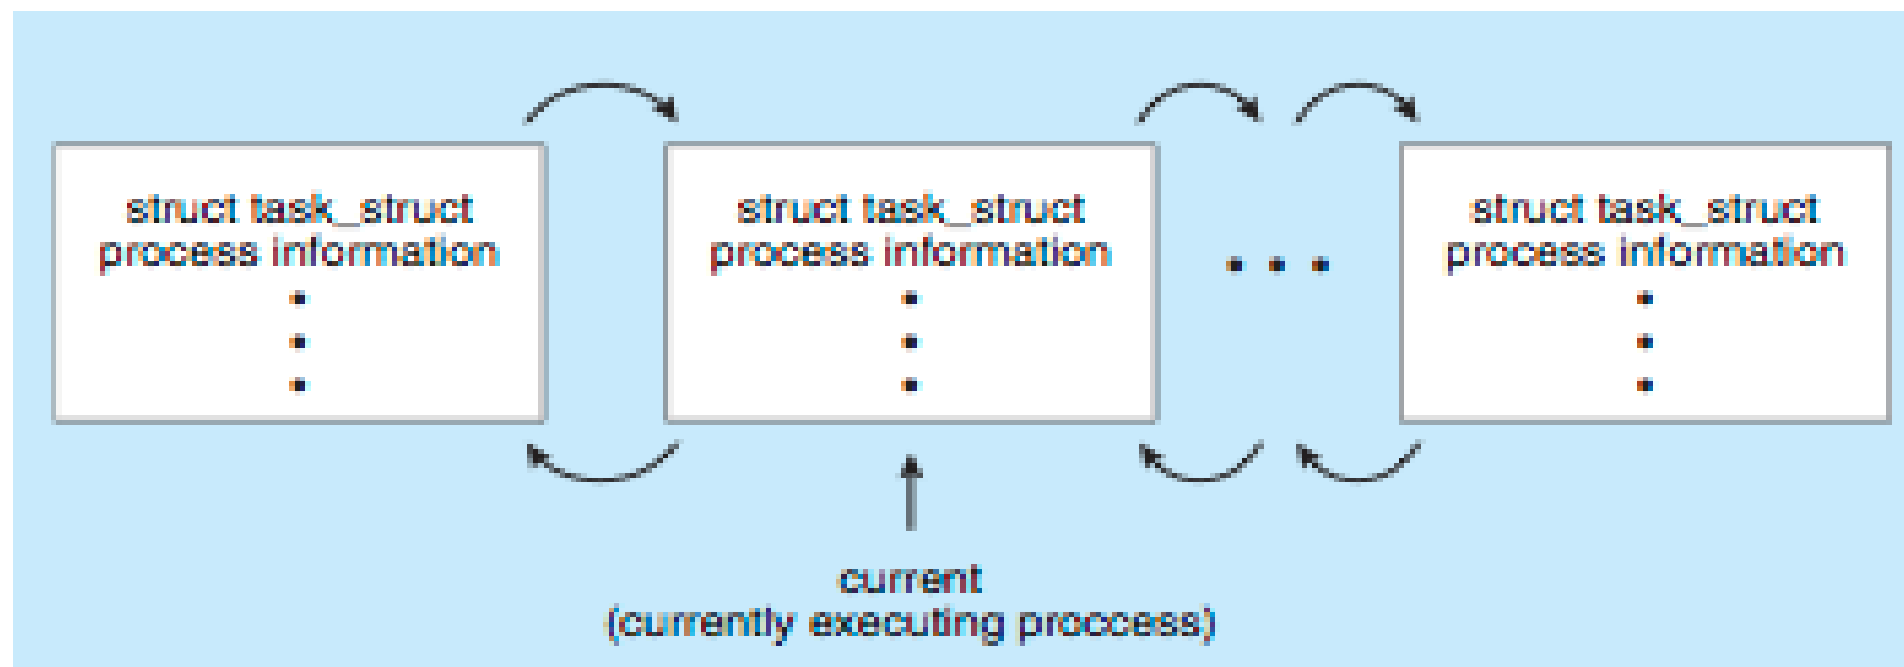 struct task_struct
process information
struct task_struct
process information
struct task_struct
process information
current
(currently executing proccess)